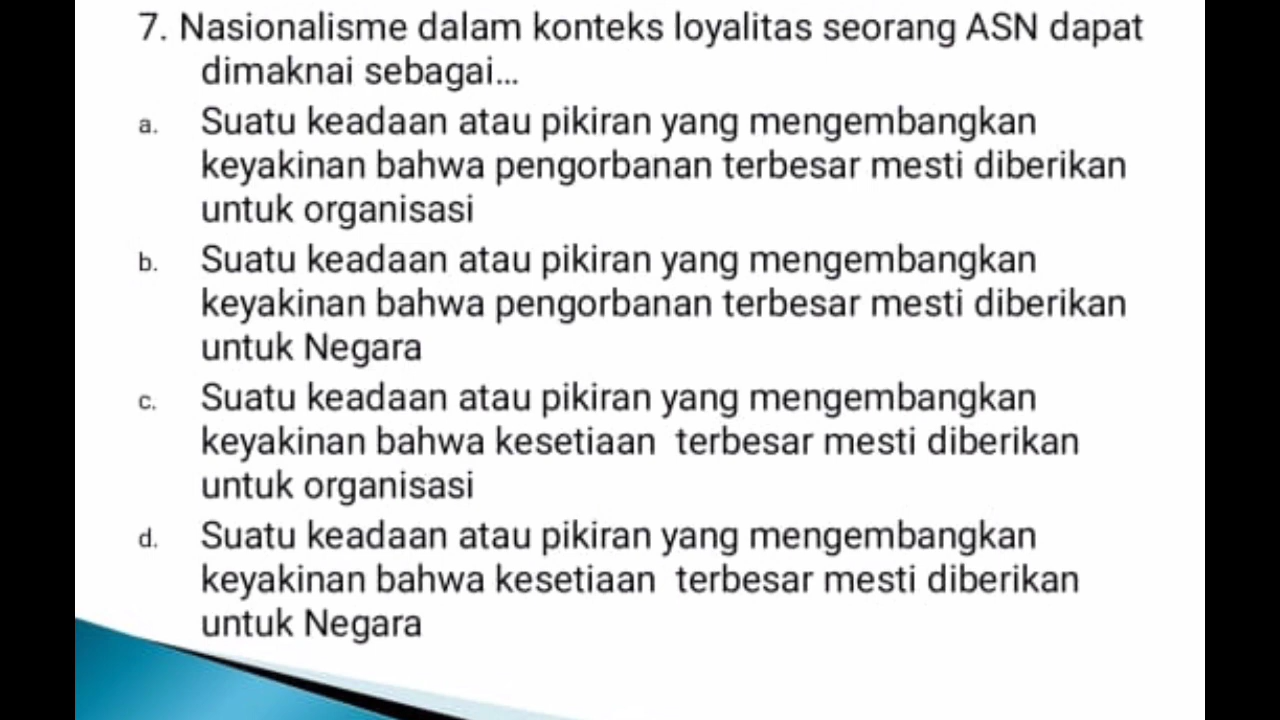 7. Nasionalisme dalam konteks loyalitas seorang ASN dapat
dimaknai sebagai...
a. Suatu keadaan atau pikiran yang mengembangkan
keyakinan bahwa pengorbanan terbesar mesti diberikan
untuk organisasi
b. Suatu keadaan atau pikiran yang mengembangkan
keyakinan bahwa pengorbanan terbesar mesti diberikan
untuk Negara
c. Suatu keadaan atau pikiran yang mengembangkan
keyakinan bahwa kesetiaan  terbesar mesti diberikan
untuk organisasi
d. Suatu keadaan atau pikiran yang mengembangkan
keyakinan bahwa kesetiaan  terbesar mesti diberikan
untuk Negara